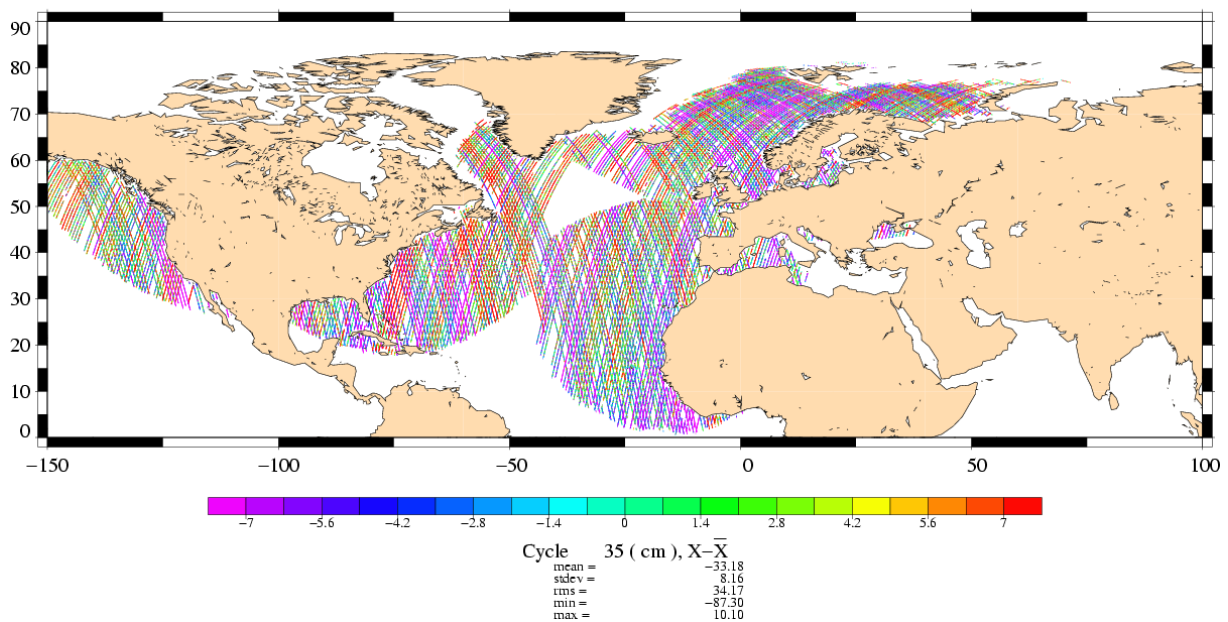 90
80
70
60
50
40
30
20
10
0
−150 −100 −50 0 50 100
−7 −5.6 −4.2 −2.8 −1.4 0 1.4 2.8 4.2 5.6 7
Cycle 35 ( cm ), X−X̅
mean = −33.18
stdev = 8.16
rms = 34.17
min = −87.30
max = 10.10